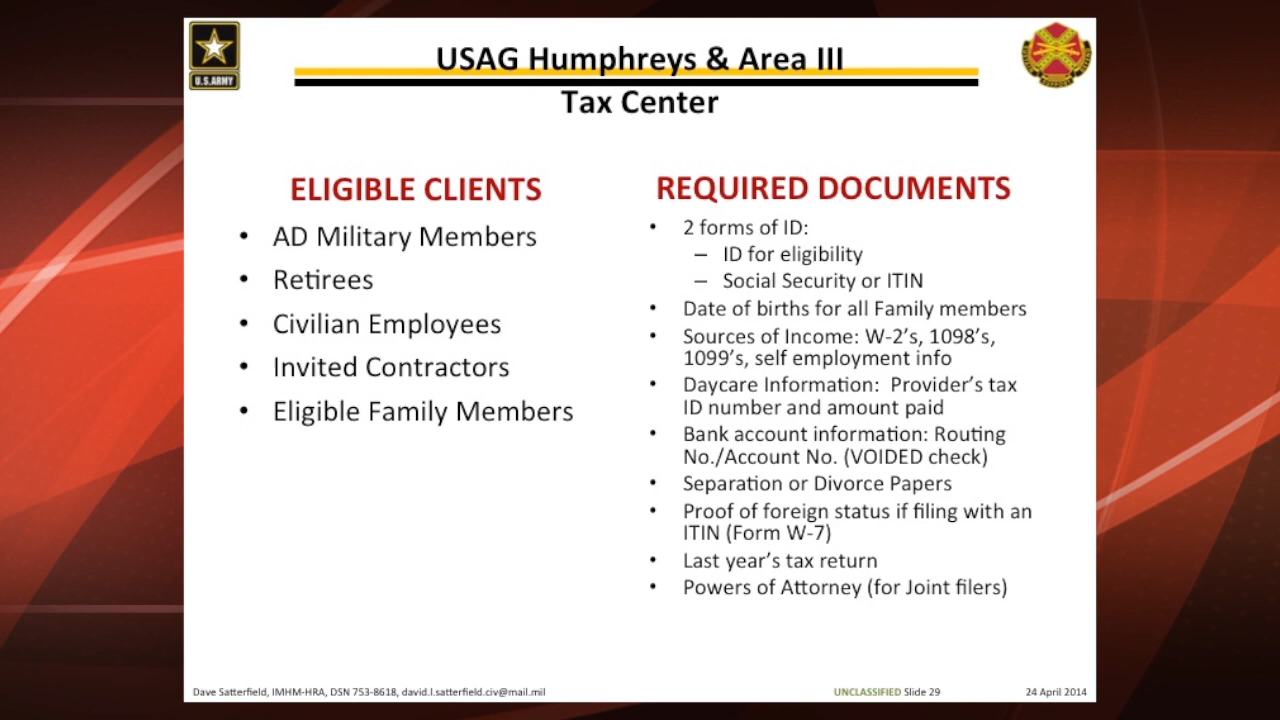 U.S.ARMY
USAG Humphreys & Area III
Tax Center
ELIGIBLE CLIENTS
• AD Military Members
• Retirees
• Civilian Employees
• Invited Contractors
• Eligible Family Members
REQUIRED DOCUMENTS
• 2 forms of ID:
– ID for eligibility
– Social Security or ITIN
• Date of births for all Family members
• Sources of Income: W-2’s, 1098’s,
1099’s, self employment info
• Daycare Information: Provider’s tax
ID number and amount paid
• Bank account information: Routing
No./Account No. (VOIDED check)
• Separation or Divorce Papers
• Proof of foreign status if filing with an
ITIN (Form W-7)
• Last year’s tax return
• Powers of Attorney (for Joint filers)
Dave Satterfield, IMHM-HRA, DSN 753-8618, david.l.satterfield.civ@mail.mil
UNCLASSIFIED Slide 29
24 April 2014